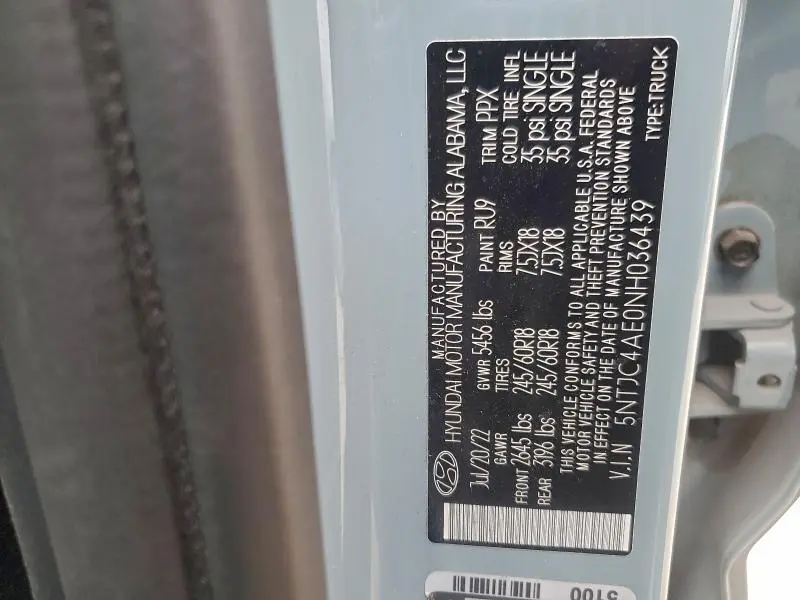 MANUFACTURED BY
HYUNDAI MOTOR MANUFACTURING ALABAMA, LLC
Jul/20/22 GVWR 5456 lbs PAINT RU9 TRIM PPX
GAWR TIRES RIMS COLD TIRE INFL
FRONT 2645 lbs 245/60R18 7.5JX18 35 psi SINGLE
REAR 3196 lbs 245/60R18 7.5JX18 35 psi SINGLE
THIS VEHICLE CONFORMS TO ALL APPLICABLE U.S.A. FEDERAL
MOTOR VEHICLE SAFETY AND THEFT PREVENTION STANDARDS
IN EFFECT ON THE DATE OF MANUFACTURE SHOWN ABOVE
V.I.N 5NTJC4AE0NH036439 TYPE:TRUCK
5100